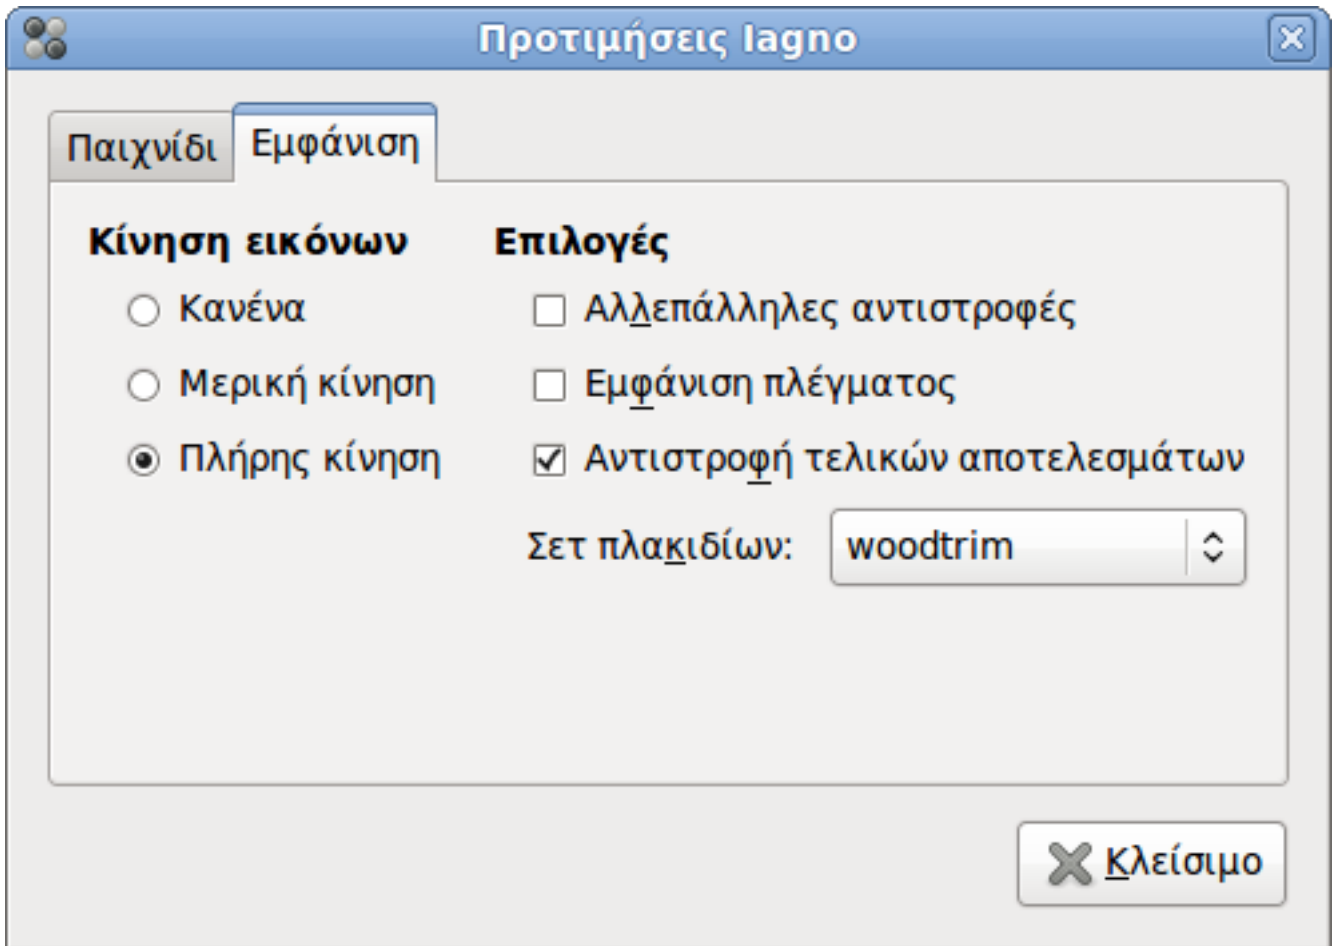 Προτιμήσεις Iagno
Παιχνίδι
Εμφάνιση
Κίνηση εικόνων
Κανένα
Μερική κίνηση
Πλήρης κίνηση
Επιλογές
Αλλεπάλληλες αντιστροφές
Εμφάνιση πλέγματος
Αντιστροφή τελικών αποτελεσμάτων
Σετ πλακιδίων: woodtrim
Κλείσιμο